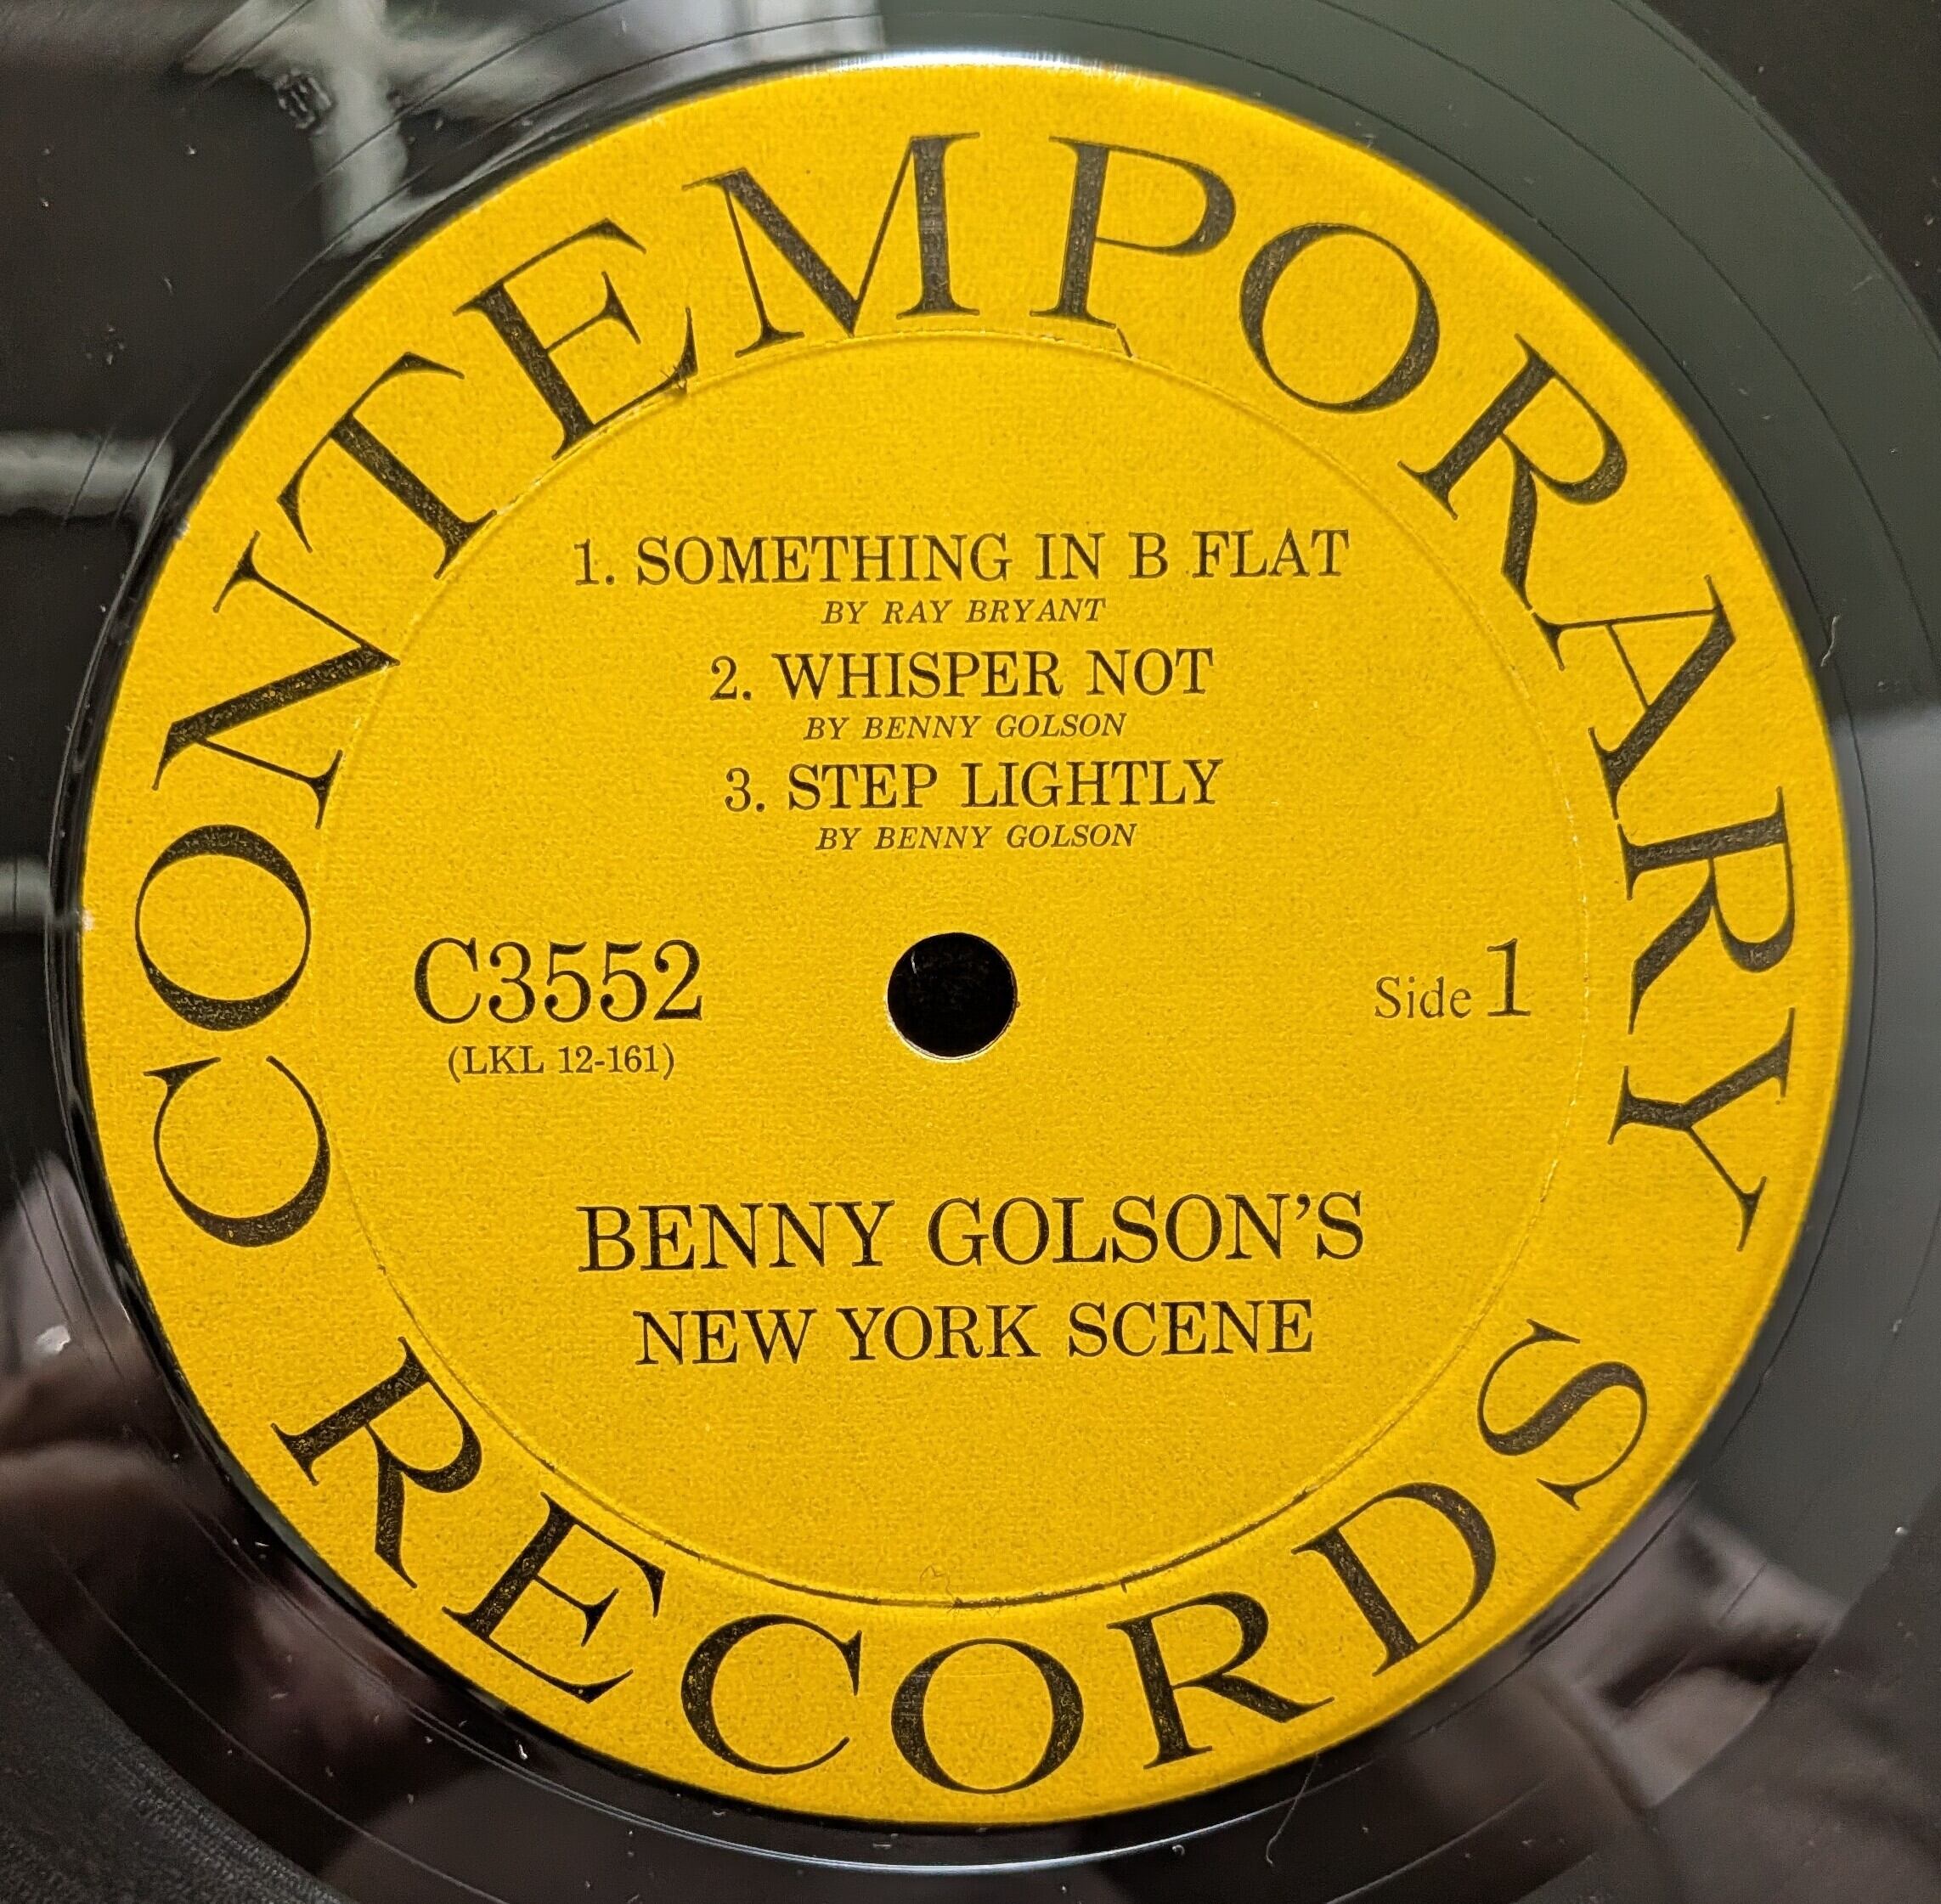 CONTEMPORARY
1. SOMETHING IN B FLAT
BY RAY BRYANT
2. WHISPER NOT
BY BENNY GOLSON
3. STEP LIGHTLY
BY BENNY GOLSON
C3552
(LKL 12-161)
Side 1
BENNY GOLSON'S
NEW YORK SCENE
RECORDS